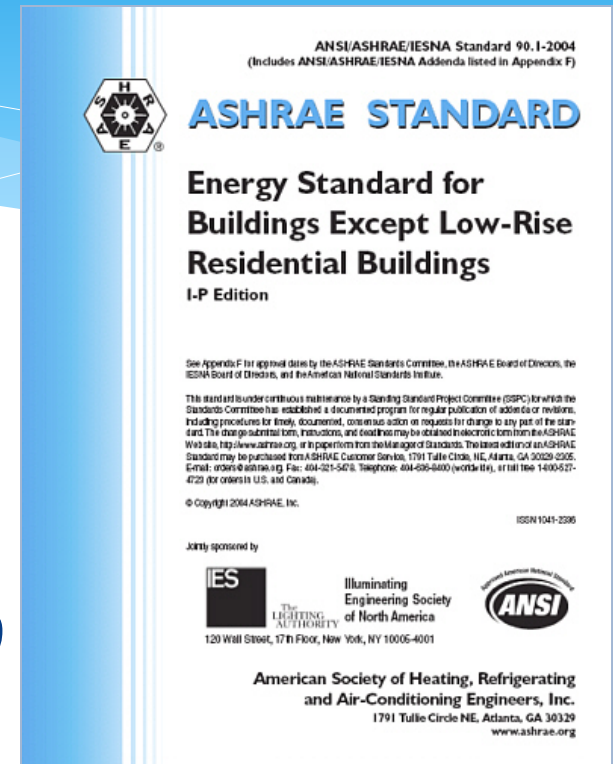 ANSI/ASHRAE/IESNA Standard 90.1-2004
(Includes ANSI/ASHRAE/IESNA Addenda listed in Appendix F)
ASHRAE
®
ASHRAE STANDARD
Energy Standard for
Buildings Except Low-Rise
Residential Buildings
I-P Edition
See Appendix F for approval dates by the ASHRAE Standards Committee, the ASHRAE Board of Directors, the
IESNA Board of Directors, and the American National Standards Institute.
This standard is under continuous maintenance by a Standing Standard Project Committee (SSPC) for which the
Standards Committee has established a documented program for regular publication of addenda or revisions,
including procedures for timely, documented, consensus action on requests for change to any part of the stan-
dard. The change submittal form, instructions, and deadlines may be obtained in electronic form from the ASHRAE
Web site, http://www.ashrae.org, or in paper form from the Manager of Standards. The latest edition of an ASHRAE
Standard may be purchased from ASHRAE Customer Service, 1791 Tullie Circle, NE, Atlanta, GA 30329-2305.
E-mail: orders@ashrae.org. Fax: 404-321-5478. Telephone: 404-636-8400 (worldwide), or toll free 1-800-527-
4723 (for orders in U.S. and Canada).
© Copyright 2004 ASHRAE, Inc.
ISSN 1041-2336
Jointly sponsored by
IES
The
LIGHTING
AUTHORITY
Illuminating
Engineering Society
of North America
Approved American National Standard
ANSI
120 Wall Street, 17th Floor, New York, NY 10005-4001
American Society of Heating, Refrigerating
and Air-Conditioning Engineers, Inc.
1791 Tullie Circle NE, Atlanta, GA 30329
www.ashrae.org
)